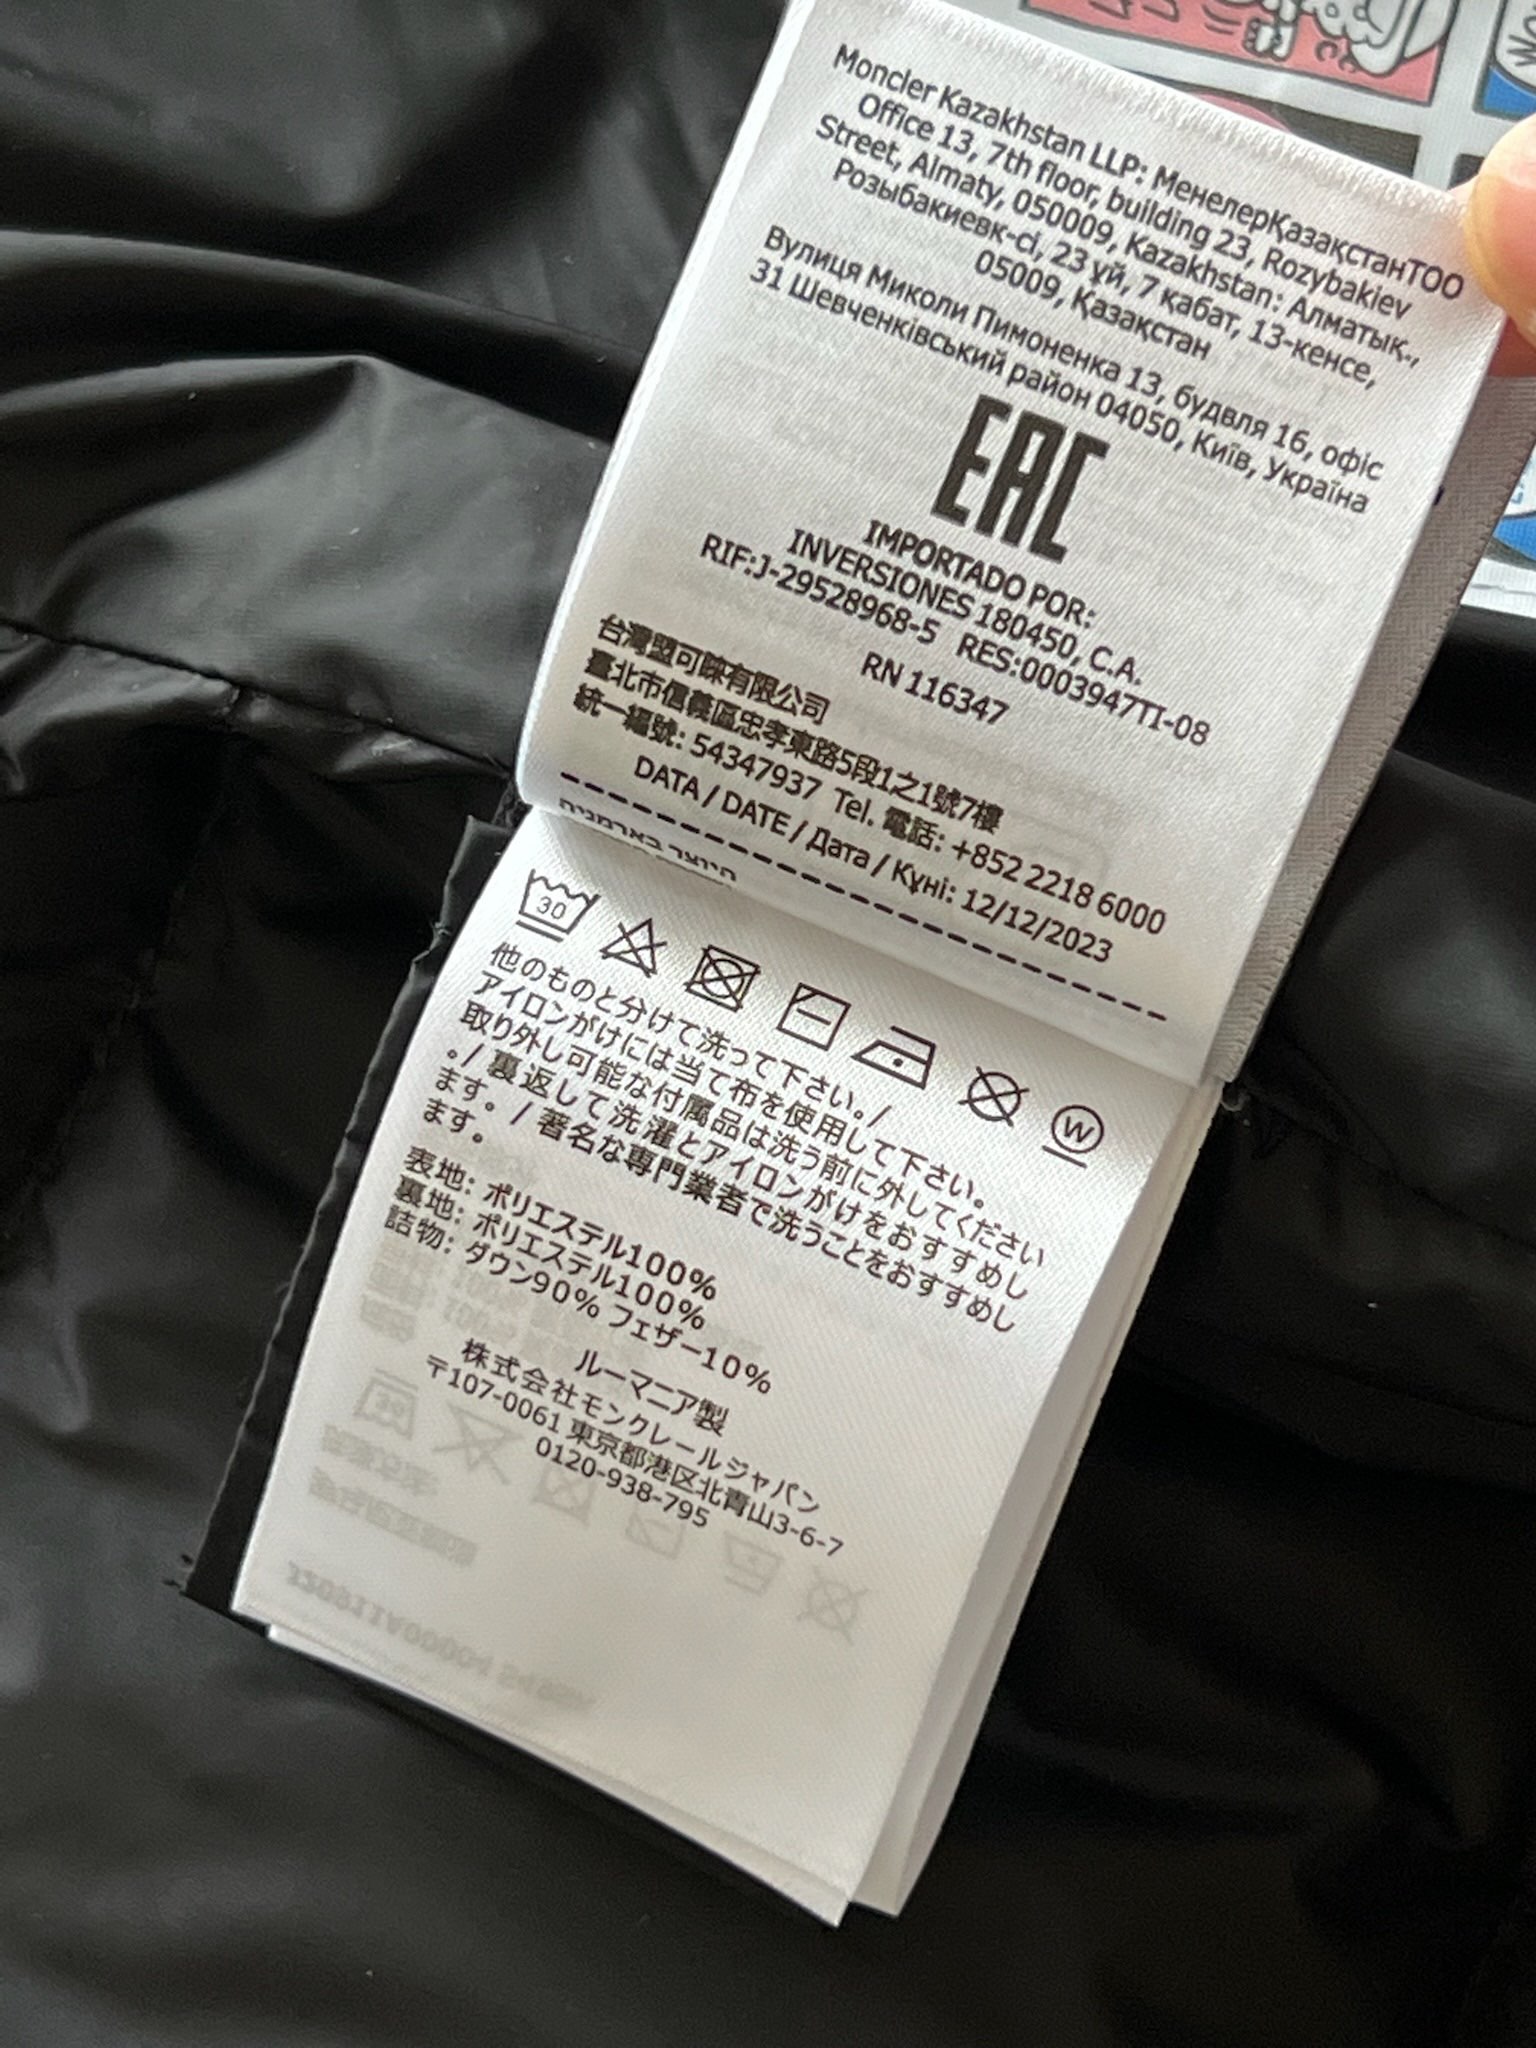 Moncler Kazakhstan LLP: МенелерҚазақстанТОО
Office 13, 7th floor, building 23, Rozybakiev
Street, Almaty, 050009, Kazakhstan: Алматық.,
Розыбакиевк-сі, 23 үй, 7 қабат, 13-кенсе,
05009, Қазақстан
Вулиця Миколи Пимоненка 13, будвля 16, офіс
31 Шевченківський район 04050, Київ, Україна
EAC
IMPORTADO POR:
INVERSIONES 180450, C.A.
RIF:J-29528968-5 RES:0003947TI-08
RN 116347
台灣盟可睞有限公司
臺北市信義區忠孝東路5段1之1號7樓
統一編號: 54347937 Tel. 電話: +852 2218 6000
DATA / DATE / Дата / Күні: 12/12/2023
היוצר בארמניה
30
W
他のものと分けて洗って下さい。/
アイロンがけには当て布を使用して下さい。
取り外し可能な付属品は洗う前に外してください
。/ 裏返して洗濯とアイロンがけをおすすめし
ます。 / 著名な専門業者で洗うことをおすすめし
ます。
表地: ポリエステル100%
裏地: ポリエステル100%
詰物: ダウン90% フェザー10%
ルーマニア製
株式会社モンクレールジャパン
〒107-0061 東京都港区北青山3-6-7
0120-938-795